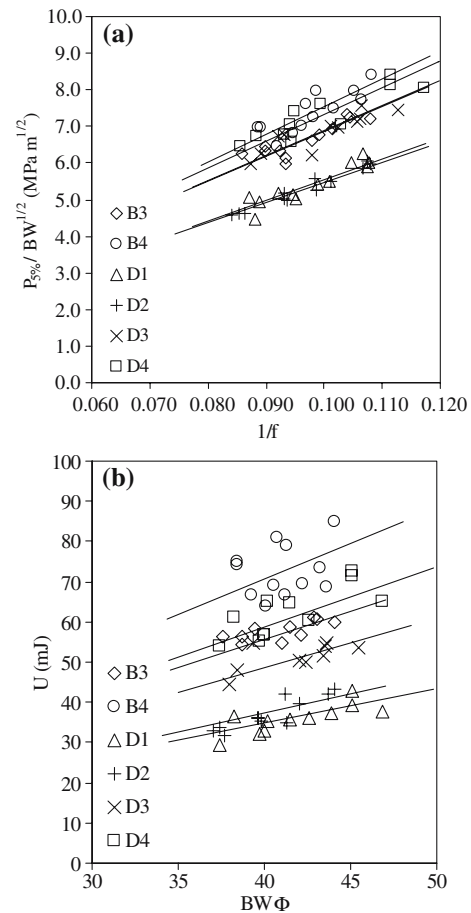 (a)
10.0
9.0
8.0
7.0
6.0
5.0
4.0
3.0
2.0
1.0
0.0
P5% / BW^1/2 (MPa m^1/2)
B3
B4
D1
D2
D3
D4
0.060 0.070 0.080 0.090 0.100 0.110 0.120
1/f
(b)
100
90
80
70
60
50
40
30
20
10
0
U (mJ)
B3
B4
D1
D2
D3
D4
30 35 40 45 50
BWΦ